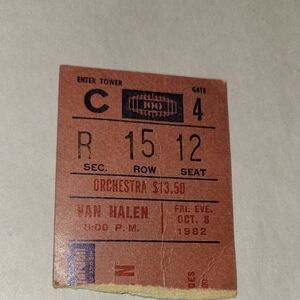 ENTER TOWER GATE
C 100 4
R 15 12
SEC. ROW SEAT
ORCHESTRA $13.50
VAN HALEN FRI. EVE.
OCT. 8
8:00 P.M. 1982
N